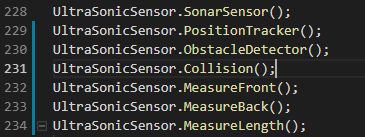 228 UltraSonicSensor.SonarSensor();
229 UltraSonicSensor.PositionTracker();
230 UltraSonicSensor.ObstacleDetector();
231 UltraSonicSensor.Collision();
232 UltraSonicSensor.MeasureFront();
233 UltraSonicSensor.MeasureBack();
234 UltraSonicSensor.MeasureLength();